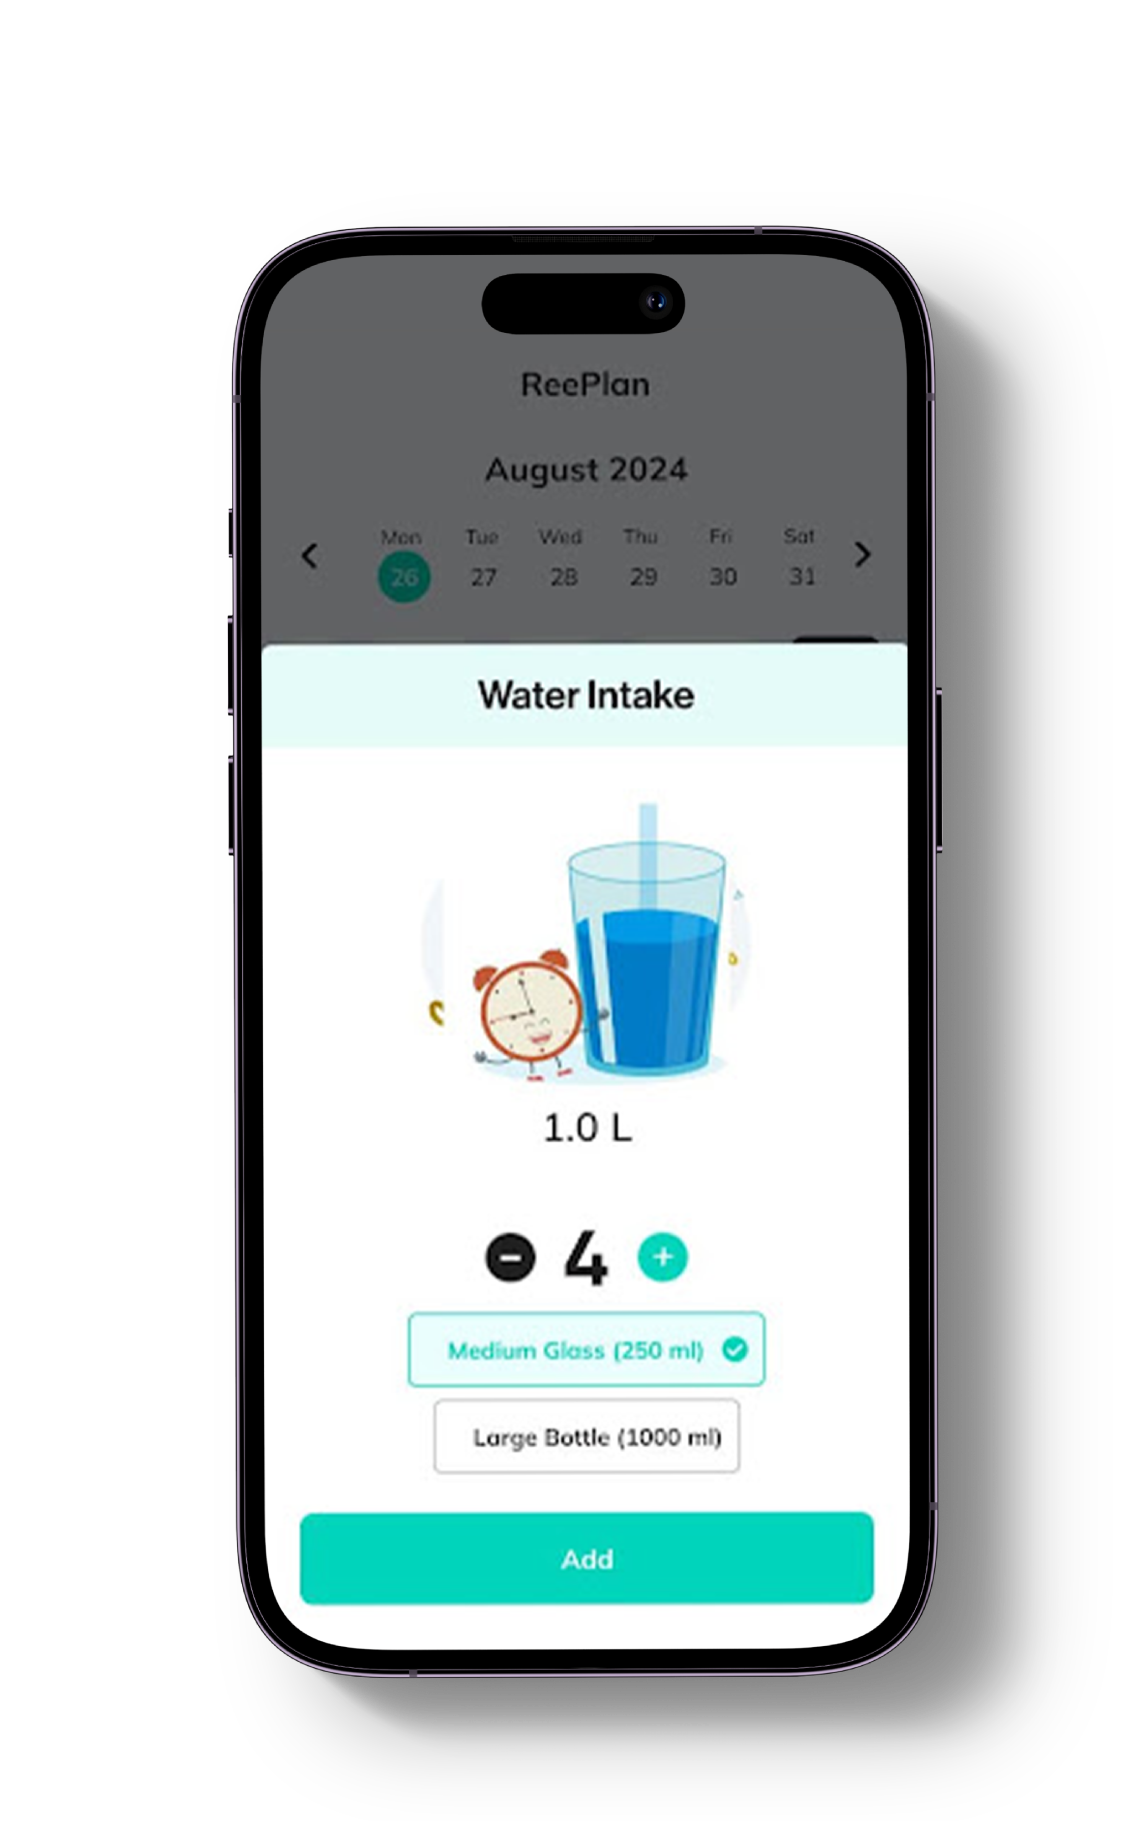 ReePlan
August 2024
Mon Tue Wed Thu Fri Sat
26 27 28 29 30 31
Water Intake
1.0 L
4
Medium Glass (250 ml)
Large Bottle (1000 ml)
Add